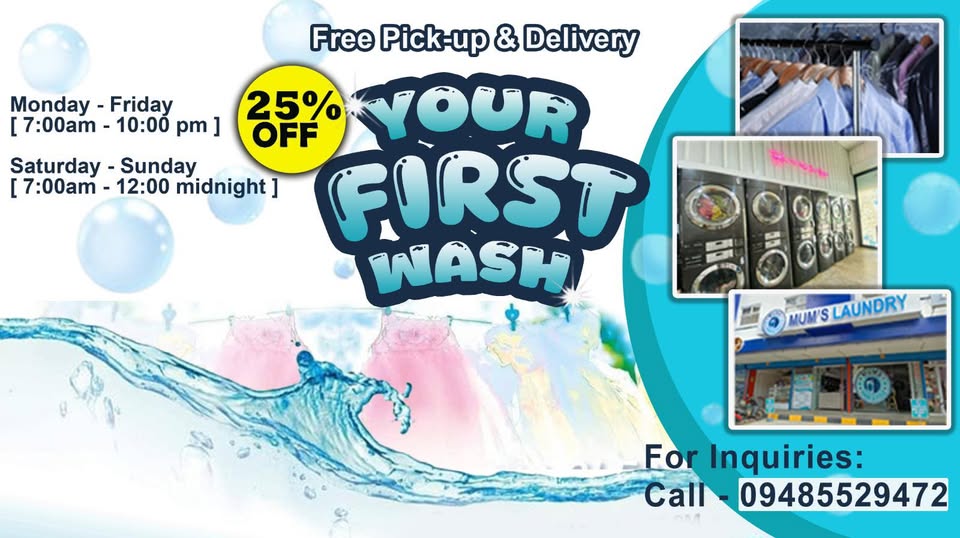 Free Pick-up & Delivery
Monday - Friday
[ 7:00am - 10:00 pm ]
Saturday - Sunday
[ 7:00am - 12:00 midnight ]
25%
OFF
YOUR
FIRST
WASH
MUM'S LAUNDRY
For Inquiries:
Call - 09485529472